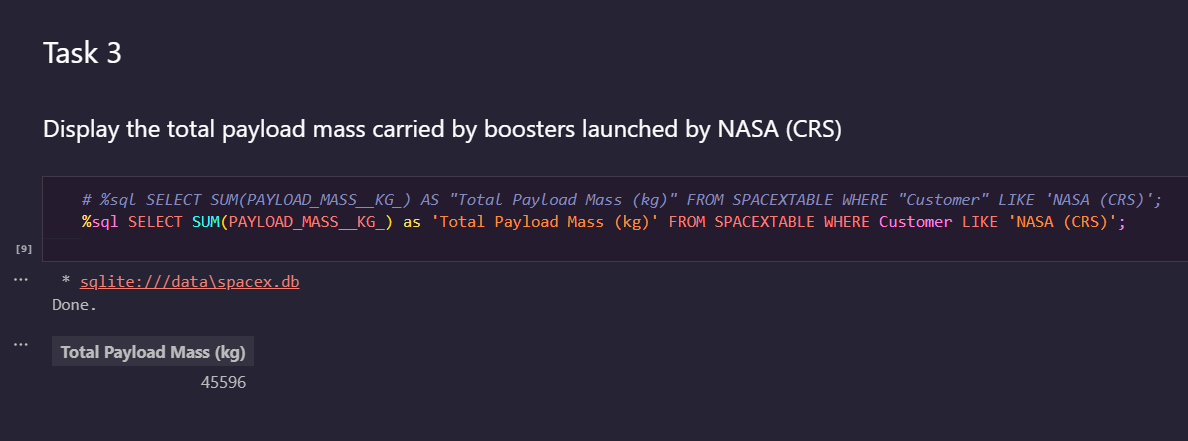 Task 3
Display the total payload mass carried by boosters launched by NASA (CRS)
# %sql SELECT SUM(PAYLOAD_MASS__KG_) AS "Total Payload Mass (kg)" FROM SPACEXTABLE WHERE "Customer" LIKE 'NASA (CRS)';
%sql SELECT SUM(PAYLOAD_MASS__KG_) as 'Total Payload Mass (kg)' FROM SPACEXTABLE WHERE Customer LIKE 'NASA (CRS)';
[9]
... * sqlite:///data\spacex.db
Done.
...
Total Payload Mass (kg)
45596